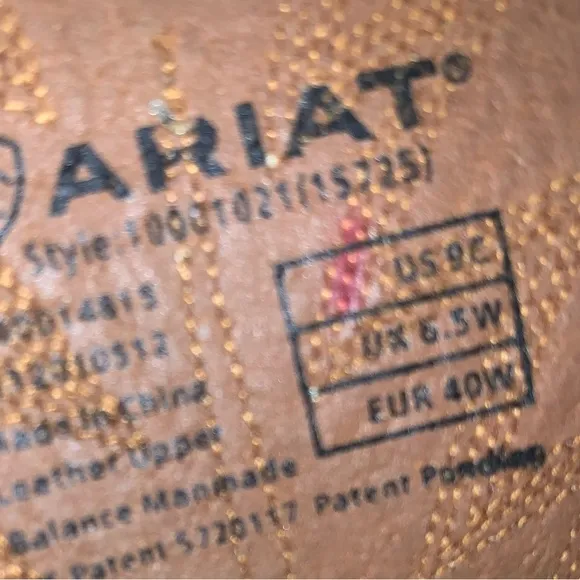 ARIAT®
Style:10001021(15725)
US 9C
UK 6.5W
EUR 40W
Made in China
Leather Upper
Balance Manmade
Patent 5720117 Patent Pending